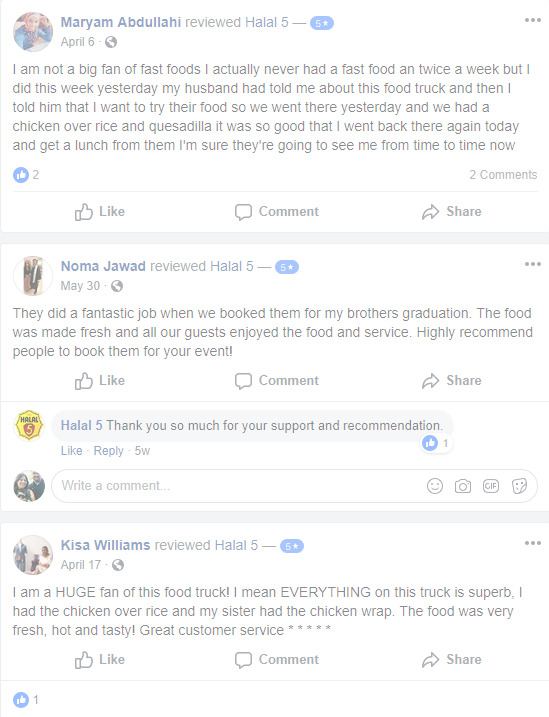 Maryam Abdullahi reviewed Halal 5 — 5★
April 6 ·
I am not a big fan of fast foods I actually never had a fast food an twice a week but I
did this week yesterday my husband had told me about this food truck and then I
told him that I want to try their food so we went there yesterday and we had a
chicken over rice and quesadilla it was so good that I went back there again today
and get a lunch from them I'm sure they're going to see me from time to time now
2 2 Comments
Like Comment Share
Noma Jawad reviewed Halal 5 — 5★
May 30 ·
They did a fantastic job when we booked them for my brothers graduation. The food
was made fresh and all our guests enjoyed the food and service. Highly recommend
people to book them for your event!
Like Comment Share
HALAL
5
Halal 5 Thank you so much for your support and recommendation.
1
Like · Reply · 5w
Write a comment...
GIF
Kisa Williams reviewed Halal 5 — 5★
April 17 ·
I am a HUGE fan of this food truck! I mean EVERYTHING on this truck is superb, I
had the chicken over rice and my sister had the chicken wrap. The food was very
fresh, hot and tasty! Great customer service * * * * *
Like Comment Share
1